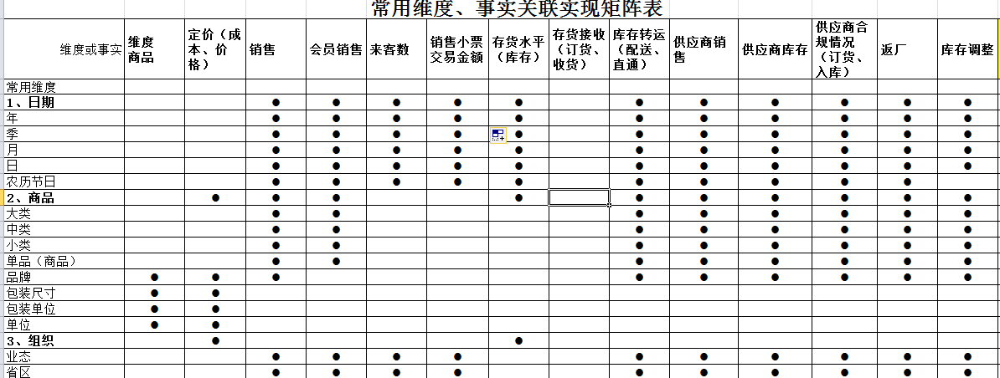 常用维度、事实关联实现矩阵表
维度或事实 维度商品 定价（成本、价格） 销售 会员销售 来客数 销售小票交易金额 存货水平（库存） 存货接收（订货、收货） 库存转运（配送、直通） 供应商销售 供应商库存 供应商合规情况（订货、入库） 返厂 库存调整
常用维度
1、日期 ● ● ● ● ● ● ● ● ● ● ●
年 ● ● ● ● ● ● ● ● ● ● ●
季 ● ● ● ● ● ● ● ● ● ● ●
月 ● ● ● ● ● ● ● ● ● ● ●
日 ● ● ● ● ● ● ● ● ● ● ●
农历节日 ● ● ● ● ● ● ● ● ● ●
2、商品 ● ● ● ● ● ● ● ● ● ●
大类 ● ● ● ● ● ● ● ●
中类 ● ● ● ● ● ● ● ●
小类 ● ● ● ● ● ● ● ●
单品（商品） ● ● ● ● ● ● ● ●
品牌 ● ● ● ● ● ● ● ● ●
包装尺寸 ● ●
包装单位 ● ●
单位 ● ●
3、组织 ● ●
业态 ● ● ● ● ● ● ● ● ● ●
省区 ● ● ● ● ● ● ● ● ● ●